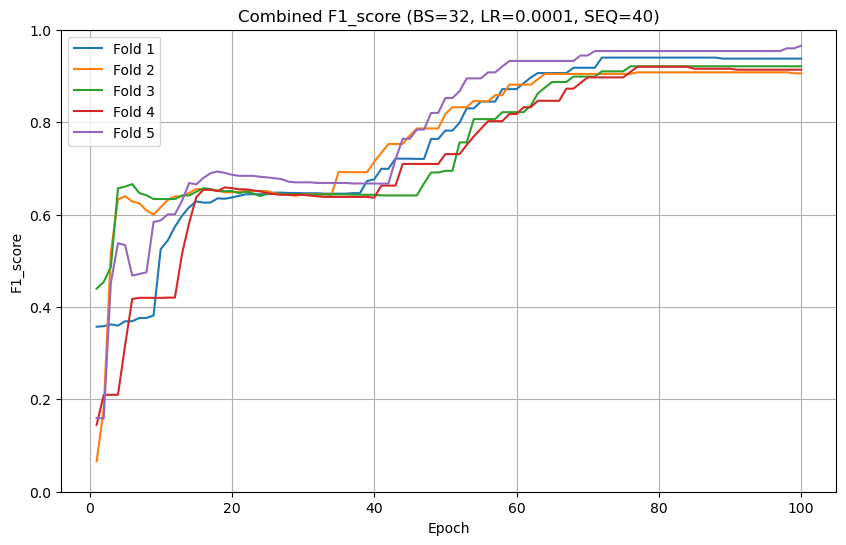 Combined F1_score (BS=32, LR=0.0001, SEQ=40)
Fold 1
Fold 2
Fold 3
Fold 4
Fold 5
F1_score
1.0
0.8
0.6
0.4
0.2
0.0
0 20 40 60 80 100
Epoch